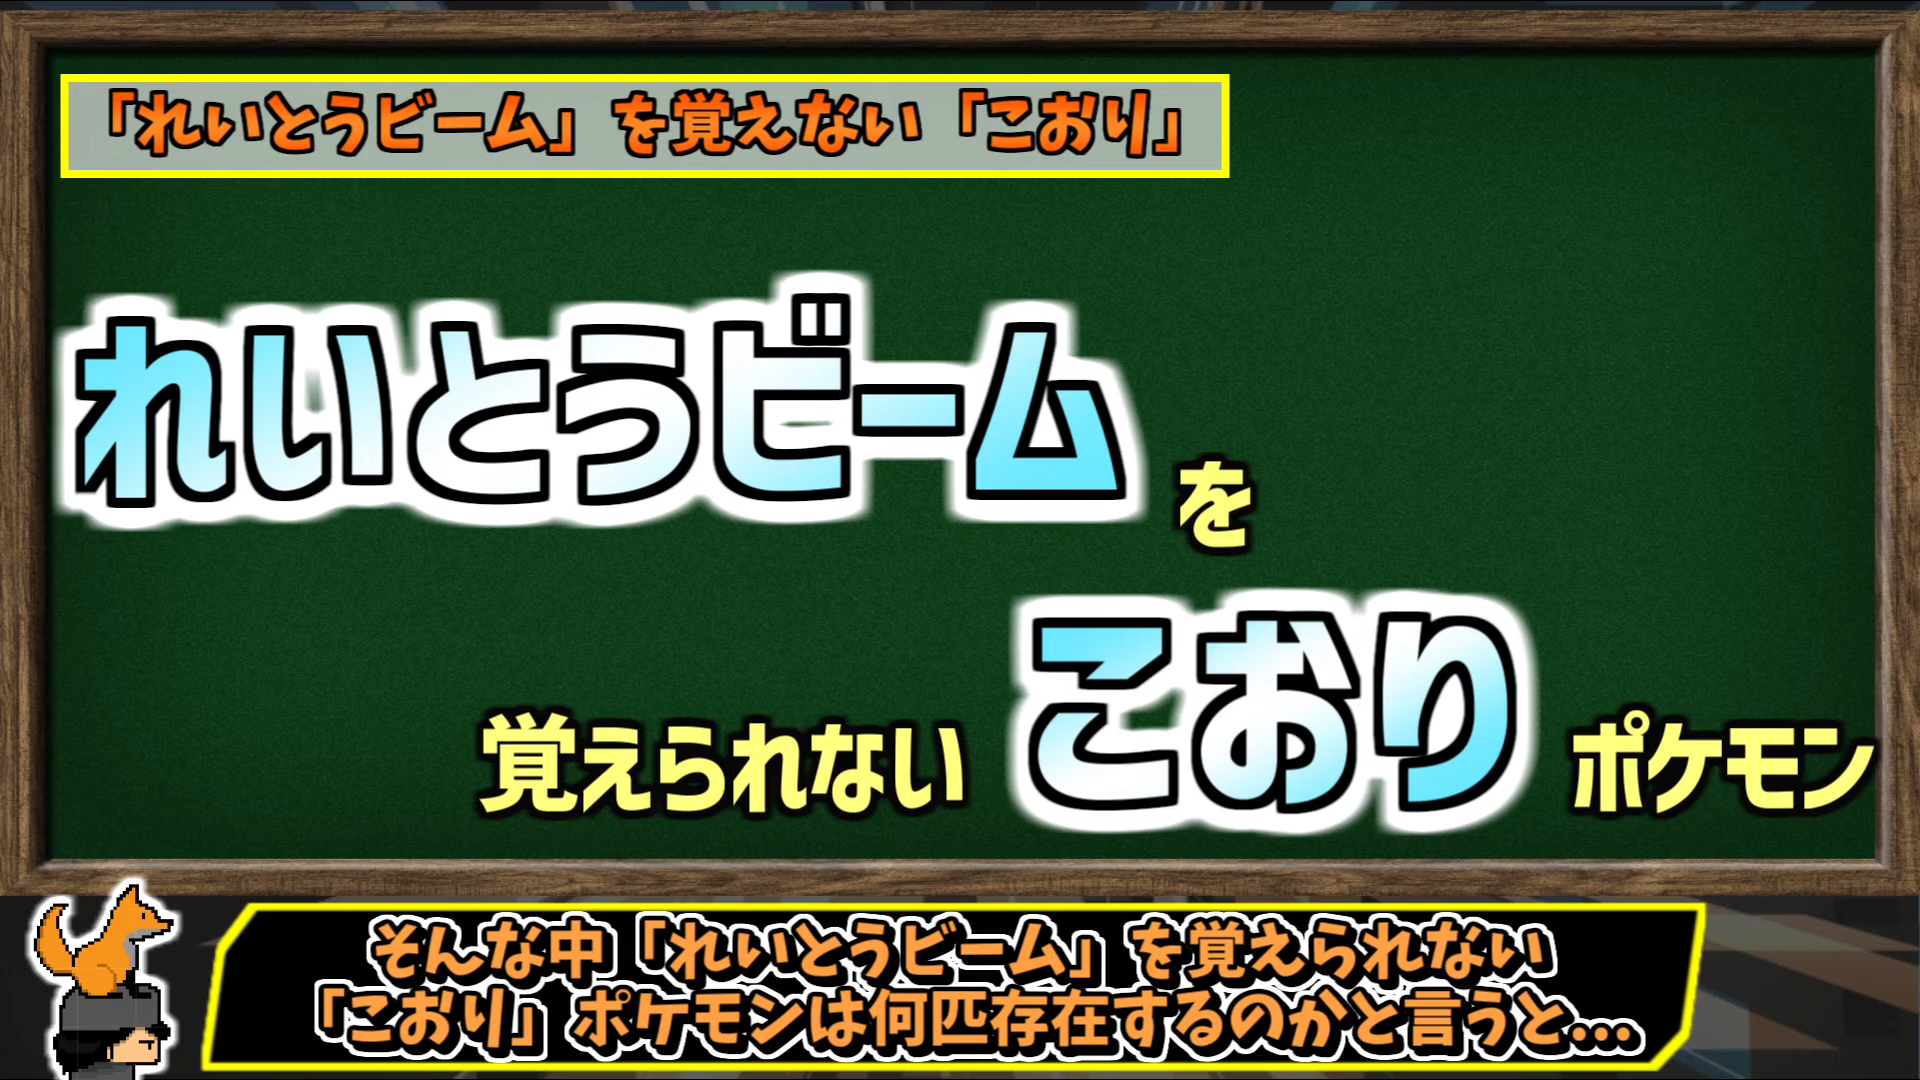 「れいとうビーム」を覚えない「こおり」
れいとうビームを
覚えられないこおりポケモン
そんな中「れいとうビーム」を覚えられない
「こおり」ポケモンは何匹存在するのかと言うと...